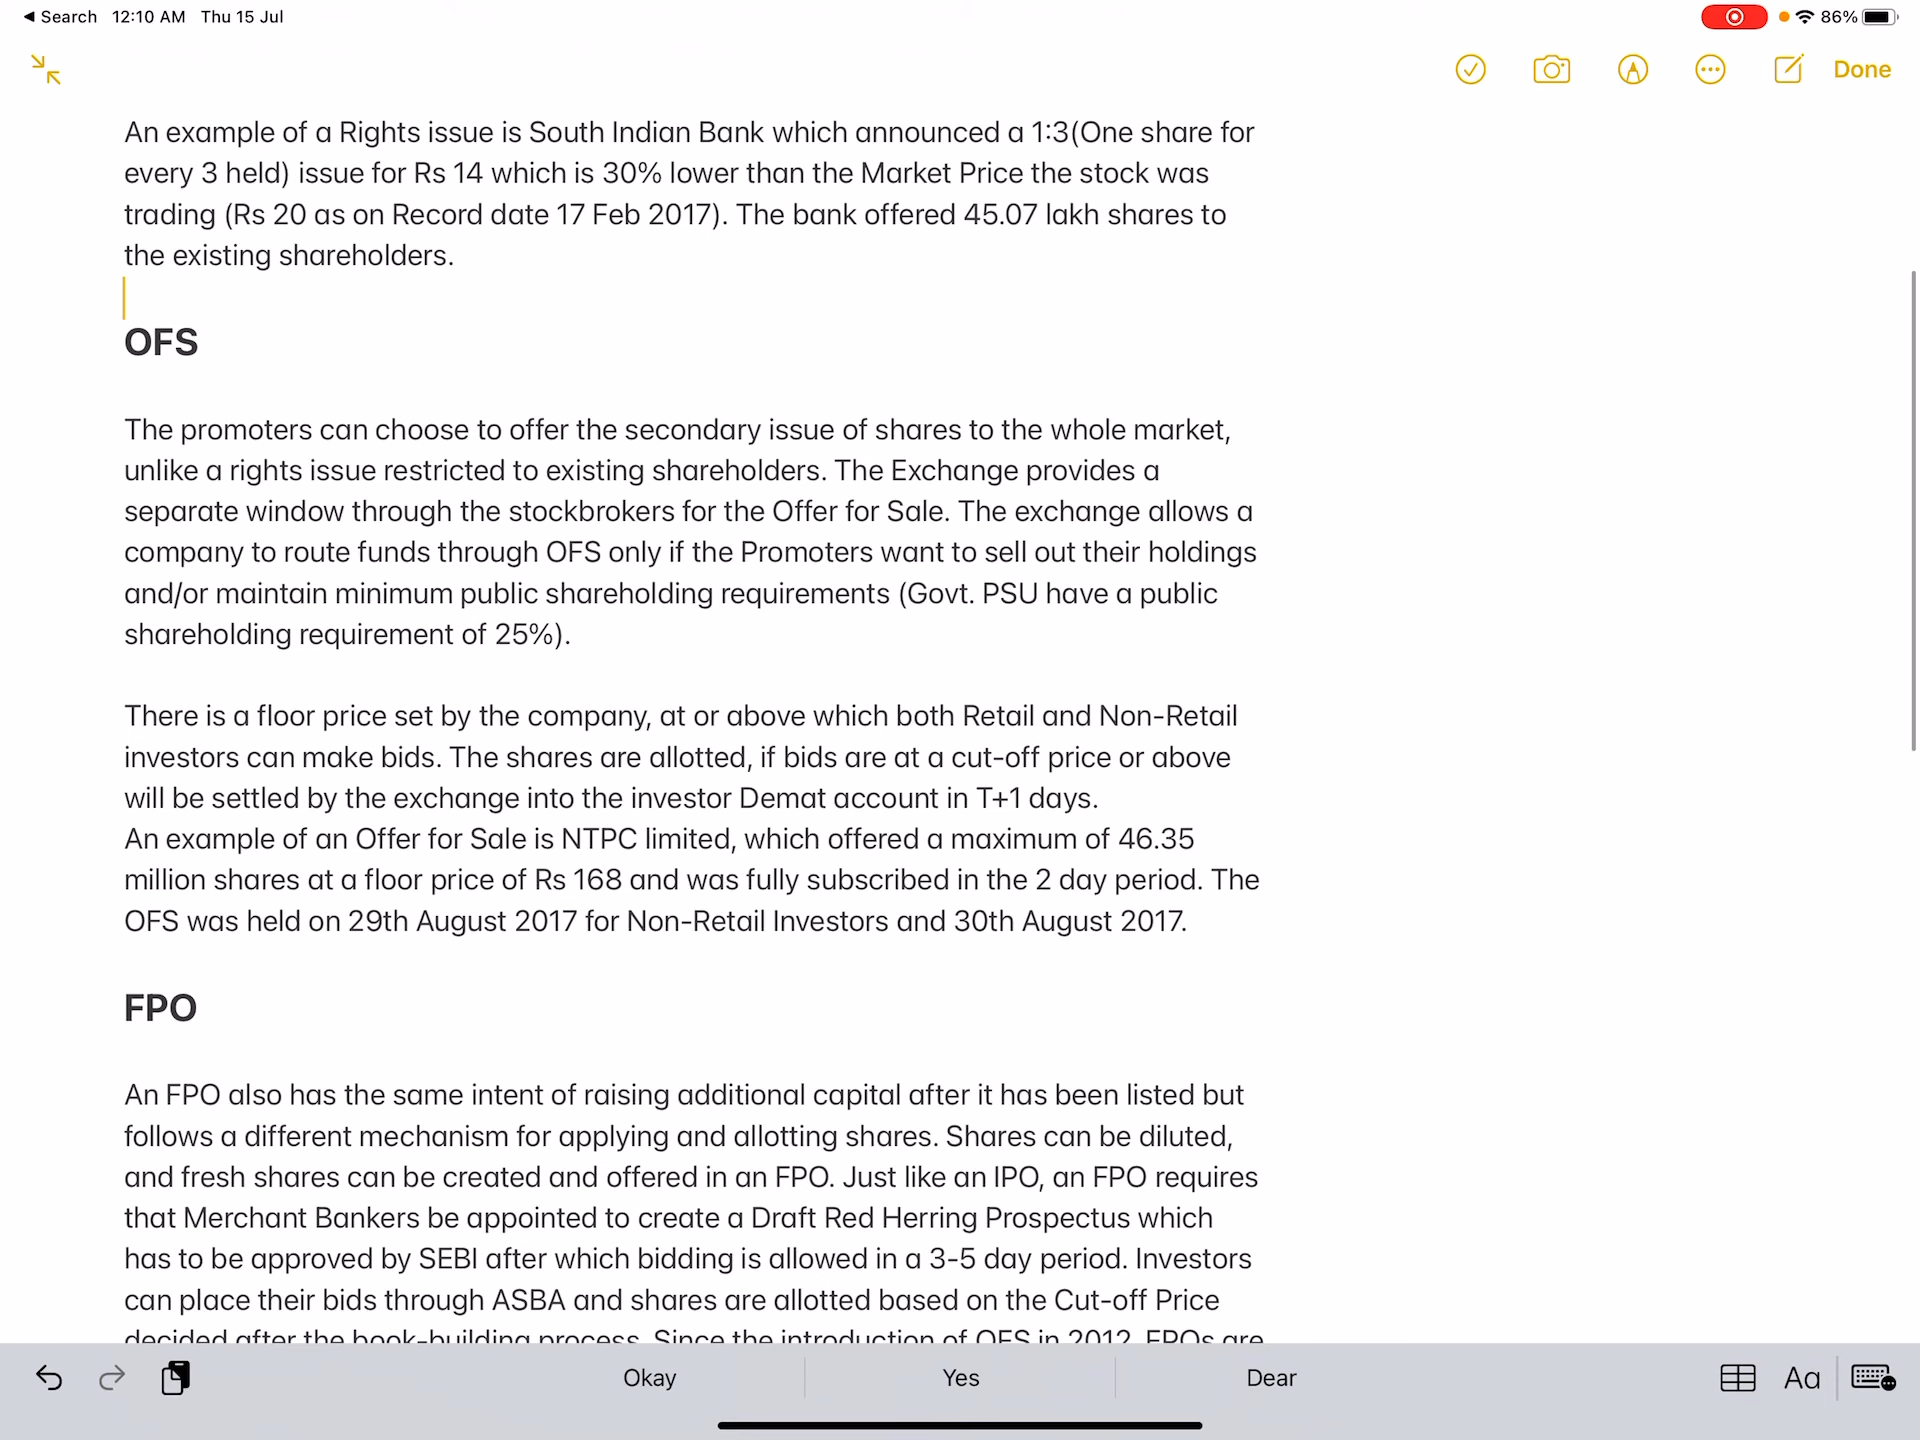 Search 12:10 AM Thu 15 Jul 86%
Done
An example of a Rights issue is South Indian Bank which announced a 1:3(One share for
every 3 held) issue for Rs 14 which is 30% lower than the Market Price the stock was
trading (Rs 20 as on Record date 17 Feb 2017). The bank offered 45.07 lakh shares to
the existing shareholders.
OFS
The promoters can choose to offer the secondary issue of shares to the whole market,
unlike a rights issue restricted to existing shareholders. The Exchange provides a
separate window through the stockbrokers for the Offer for Sale. The exchange allows a
company to route funds through OFS only if the Promoters want to sell out their holdings
and/or maintain minimum public shareholding requirements (Govt. PSU have a public
shareholding requirement of 25%).
There is a floor price set by the company, at or above which both Retail and Non-Retail
investors can make bids. The shares are allotted, if bids are at a cut-off price or above
will be settled by the exchange into the investor Demat account in T+1 days.
An example of an Offer for Sale is NTPC limited, which offered a maximum of 46.35
million shares at a floor price of Rs 168 and was fully subscribed in the 2 day period. The
OFS was held on 29th August 2017 for Non-Retail Investors and 30th August 2017.
FPO
An FPO also has the same intent of raising additional capital after it has been listed but
follows a different mechanism for applying and allotting shares. Shares can be diluted,
and fresh shares can be created and offered in an FPO. Just like an IPO, an FPO requires
that Merchant Bankers be appointed to create a Draft Red Herring Prospectus which
has to be approved by SEBI after which bidding is allowed in a 3-5 day period. Investors
can place their bids through ASBA and shares are allotted based on the Cut-off Price
decided after the book-building process. Since the introduction of OFS in 2012, FPOs are
Okay Yes Dear Aa